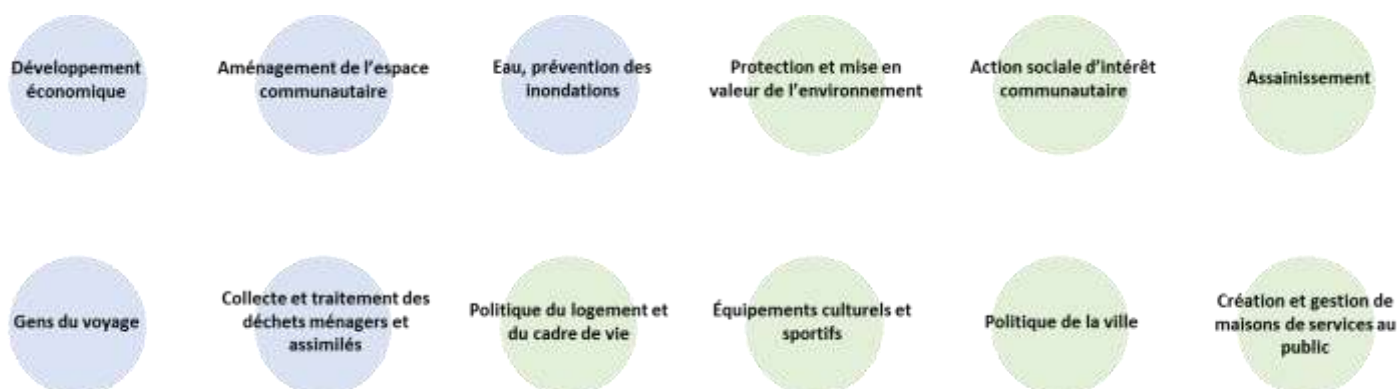 Développement
économique
Aménagement de l'espace
communautaire
Eau, prévention des
inondations
Protection et mise en
valeur de l'environnement
Action sociale d'intérêt
communautaire
Assainissement
Gens du voyage
Collecte et traitement des
déchets ménagers et
assimilés
Politique du logement et
du cadre de vie
Équipements culturels et
sportifs
Politique de la ville
Création et gestion de
maisons de services au
public